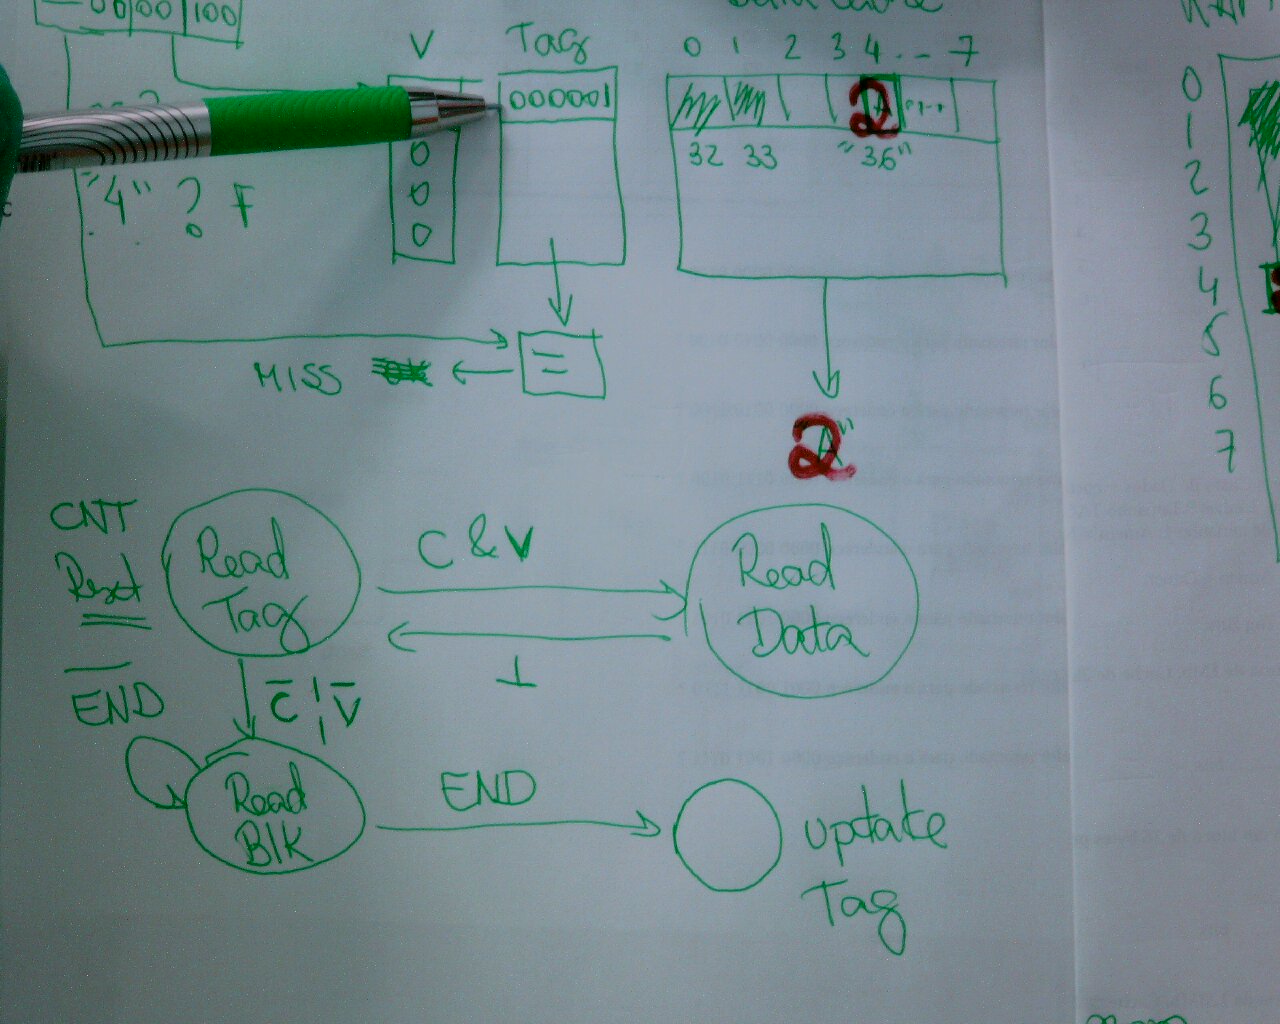 00|00|100
V Tag
0 1 2 3 4 . . . 7
000001
2
0
0
0
32 33 "36"
"4" ? F
=
MISS
2
0
1
2
3
4
5
6
7
CNT
Reset
END
Read
Tag
C & V
Read
Data
1
C̅ ¦ V̅
Read
Blk
END
update
Tag